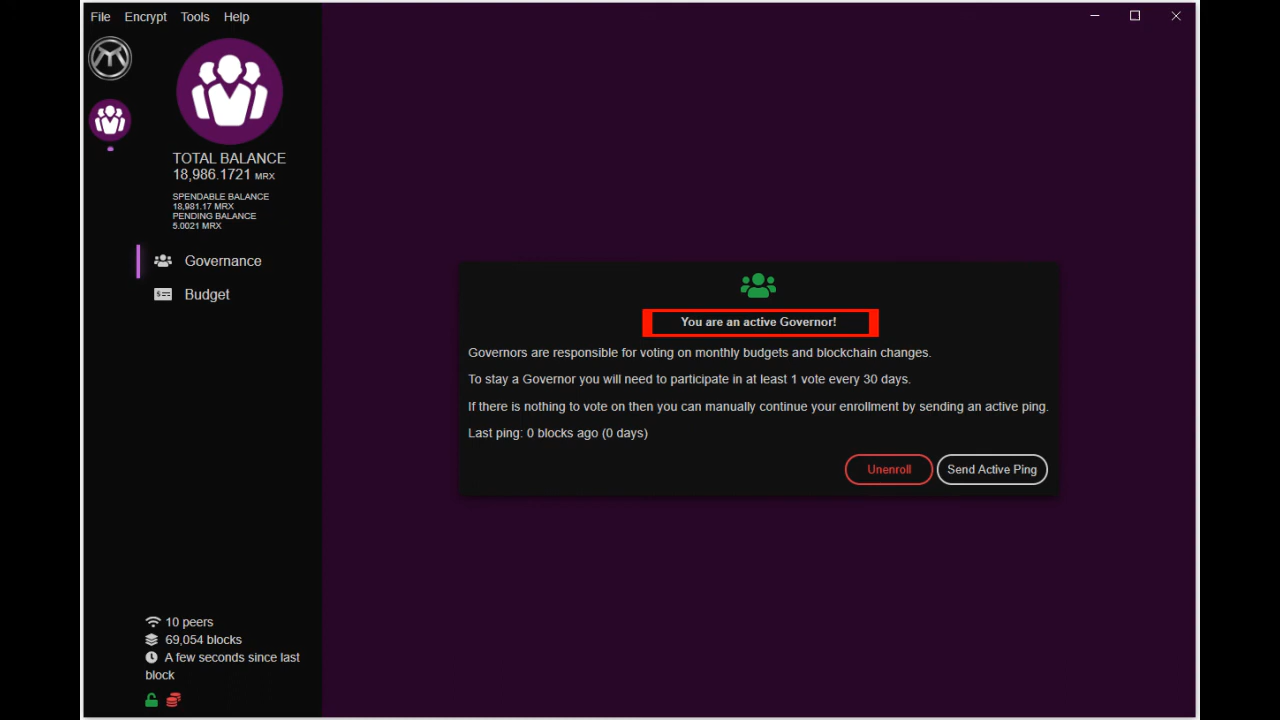 File Encrypt Tools Help
TOTAL BALANCE
18,986.1721 MRX
SPENDABLE BALANCE
18,981.17 MRX
PENDING BALANCE
5.0021 MRX
Governance
Budget
You are an active Governor!
Governors are responsible for voting on monthly budgets and blockchain changes.
To stay a Governor you will need to participate in at least 1 vote every 30 days.
If there is nothing to vote on then you can manually continue your enrollment by sending an active ping.
Last ping: 0 blocks ago (0 days)
Unenroll Send Active Ping
10 peers
69,054 blocks
A few seconds since last
block